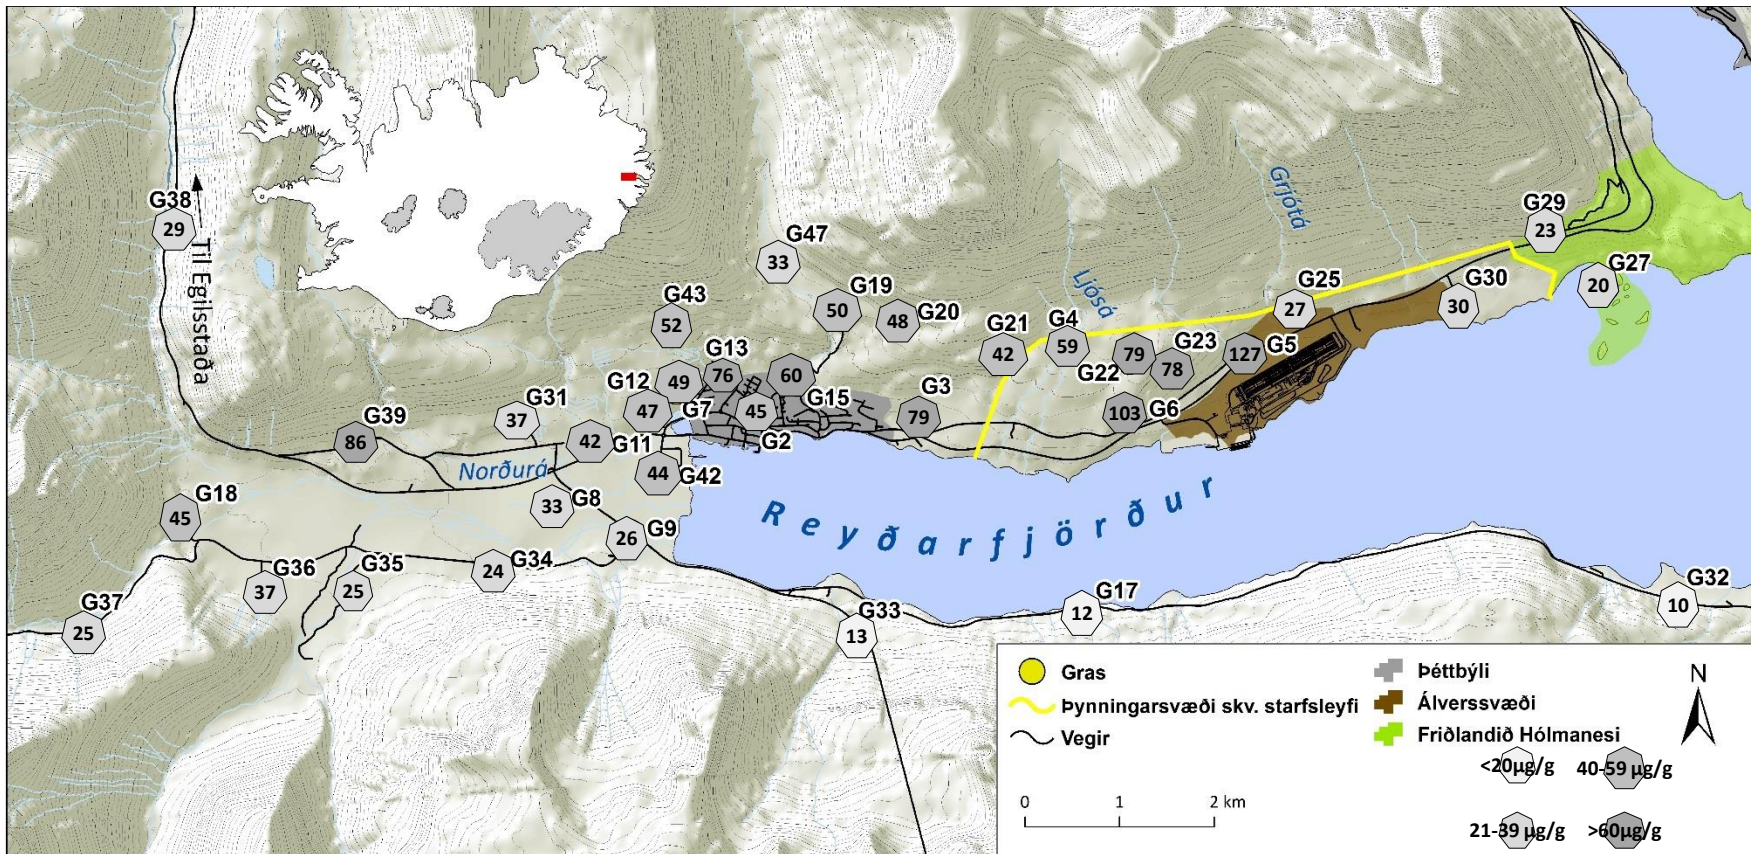 G38
29
Til Egilsstaða
G47
33
G43
52
G19
50
G20
48
Grjótá
G29
23
G27
20
G25
27
G30
30
Ljósá
G21
42
G4
59
G22
79
G23
78
G5
127
G6
103
G3
79
G13
76
60
G15
49
G12
47
G7
45
G2
G31
37
G39
86
42
G11
Norðurá
44
G42
G18
45
G8
33
G9
26
G34
24
G35
25
G36
37
G37
25
Reyðarfjörður
G33
13
G17
12
G32
10
Gras
Þynningarsvæði skv. starfsleyfi
Vegir
Þéttbýli
Álverssvæði
Friðlandið Hólmanesi
N
0 1 2 km
<20µg/g
40-59 µg/g
21-39 µg/g
>60µg/g